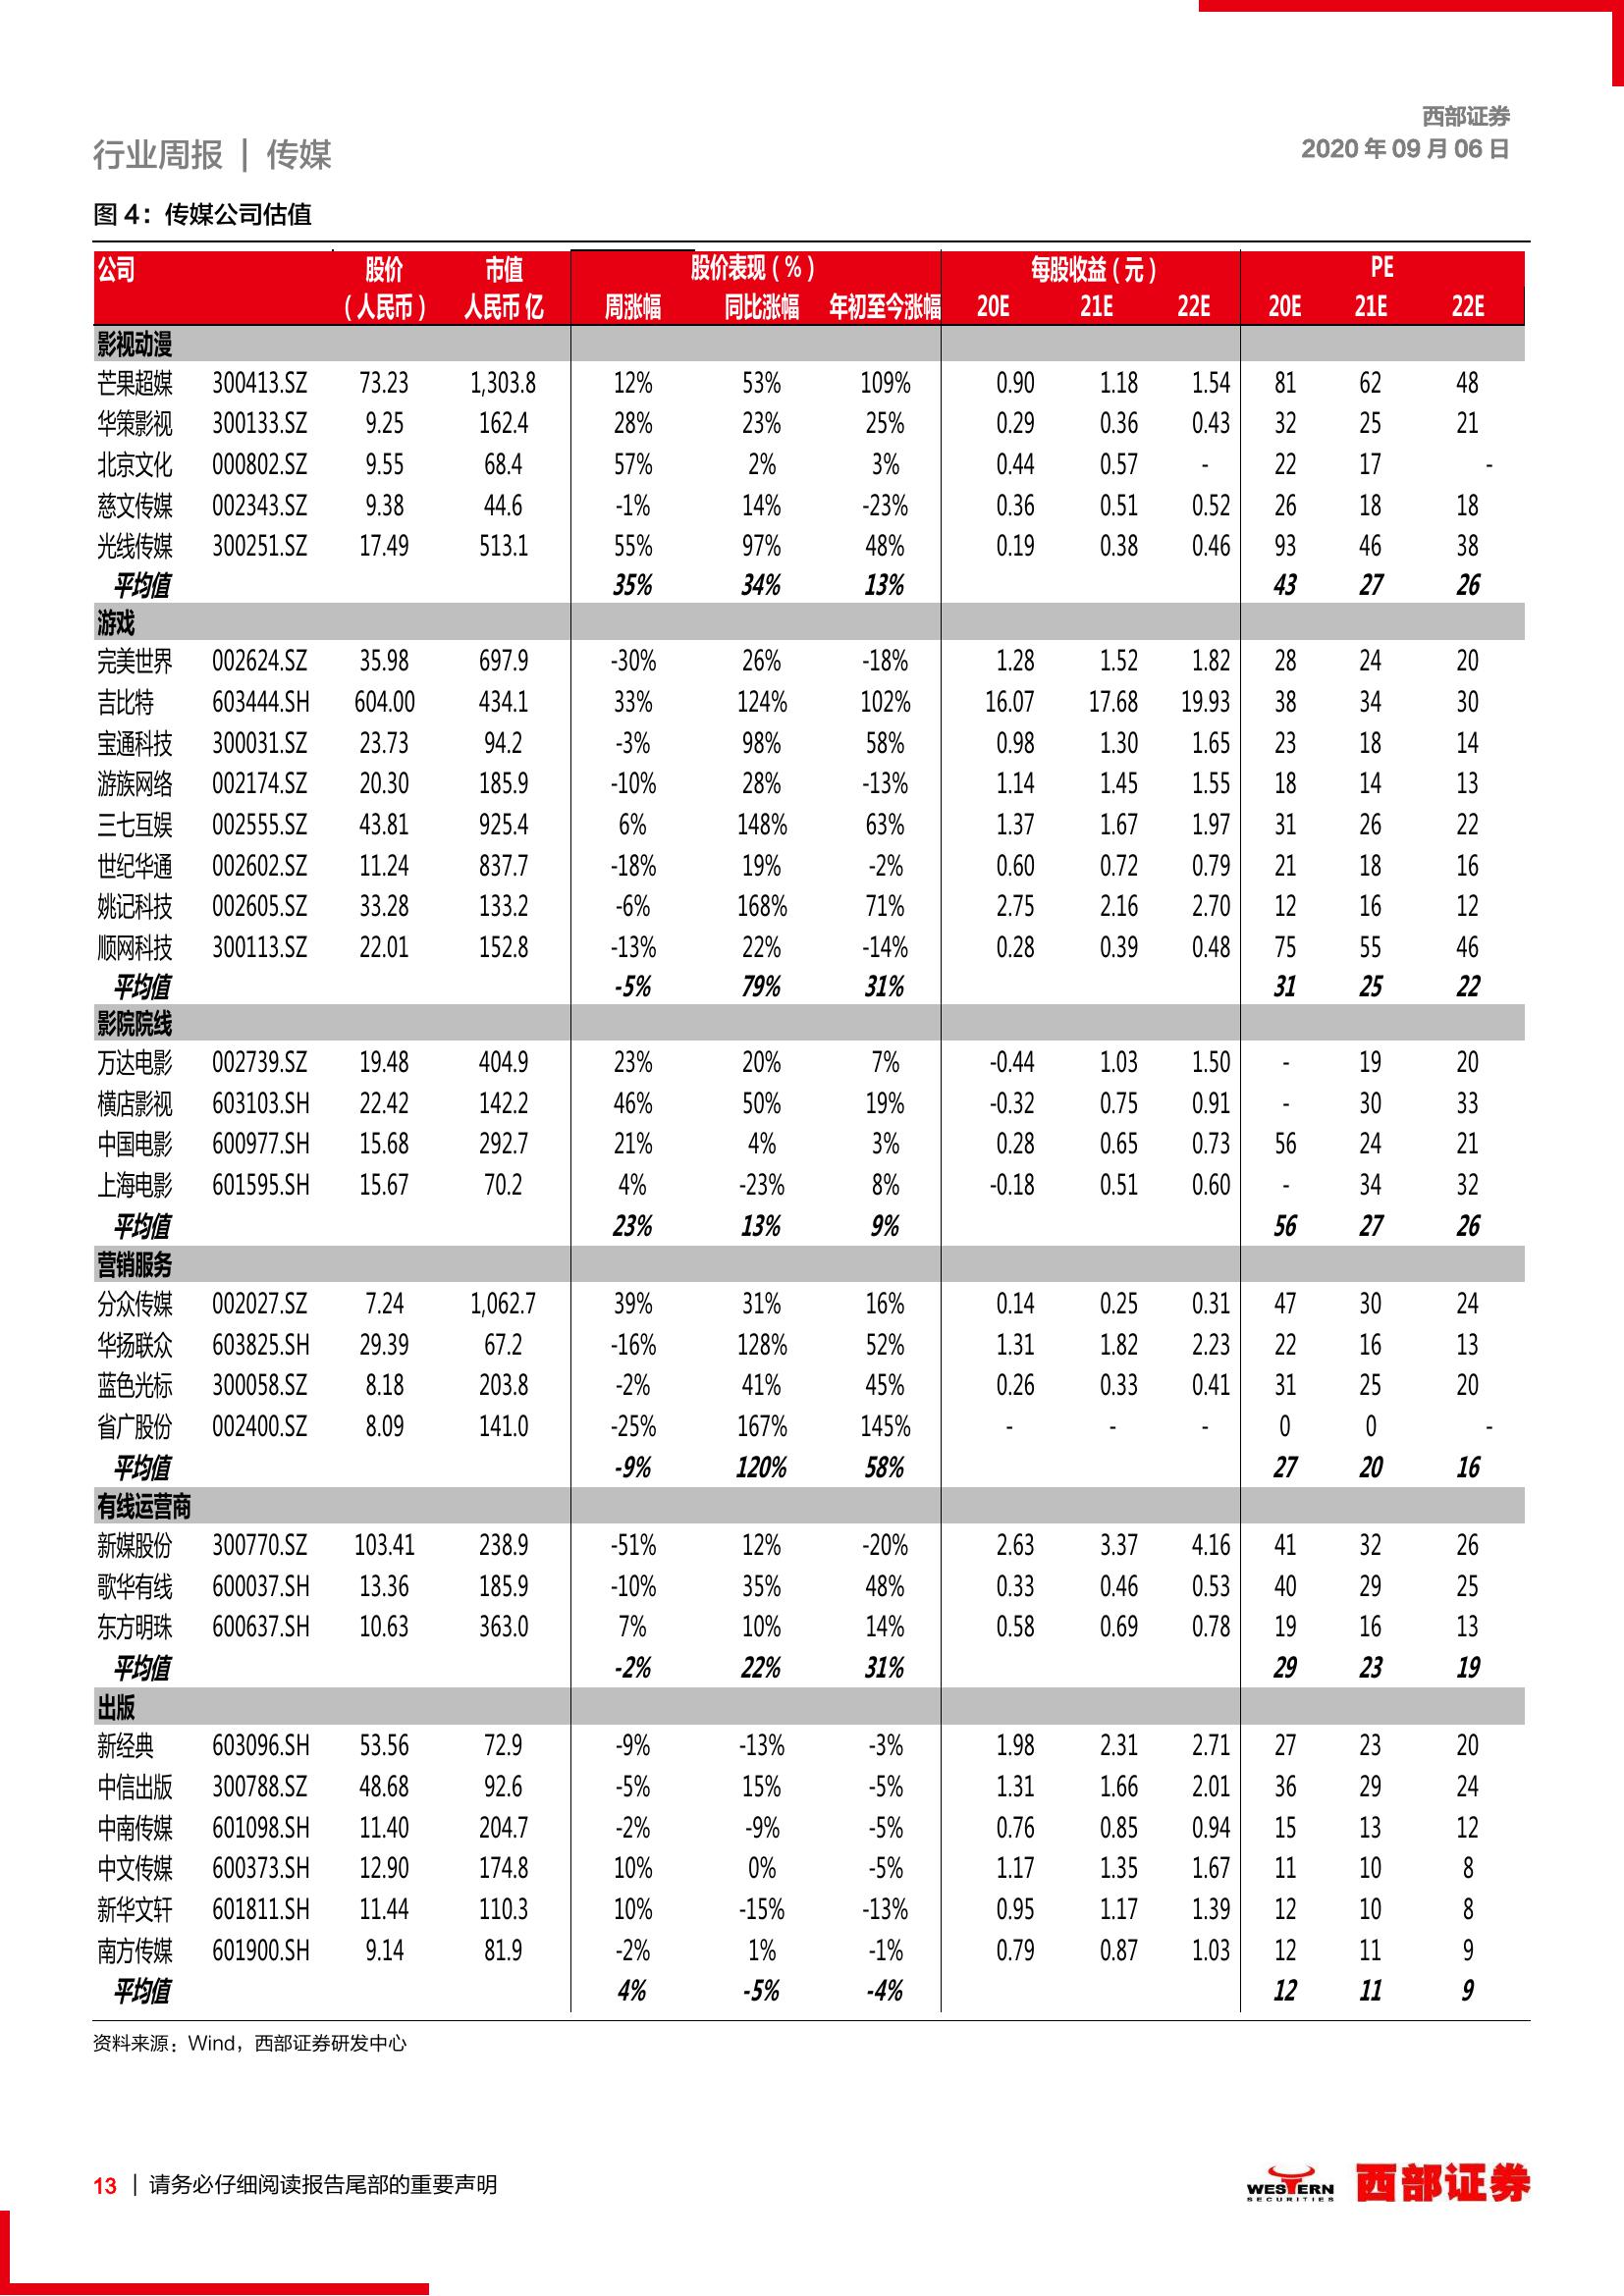 西部证券
行业周报 | 传媒
2020 年 09 月 06 日
图 4：传媒公司估值
公司 股价 市值 股价表现（%） 每股收益（元） PE
（人民币） 人民币 亿 周涨幅 同比涨幅 年初至今涨幅 20E 21E 22E 20E 21E 22E
影视动漫
芒果超媒 300413.SZ 73.23 1,303.8 12% 53% 109% 0.90 1.18 1.54 81 62 48
华策影视 300133.SZ 9.25 162.4 28% 23% 25% 0.29 0.36 0.43 32 25 21
北京文化 000802.SZ 9.55 68.4 57% 2% 3% 0.44 0.57 - 22 17 -
慈文传媒 002343.SZ 9.38 44.6 -1% 14% -23% 0.36 0.51 0.52 26 18 18
光线传媒 300251.SZ 17.49 513.1 55% 97% 48% 0.19 0.38 0.46 93 46 38
平均值 35% 34% 13% 43 27 26
游戏
完美世界 002624.SZ 35.98 697.9 -30% 26% -18% 1.28 1.52 1.82 28 24 20
吉比特 603444.SH 604.00 434.1 33% 124% 102% 16.07 17.68 19.93 38 34 30
宝通科技 300031.SZ 23.73 94.2 -3% 98% 58% 0.98 1.30 1.65 23 18 14
游族网络 002174.SZ 20.30 185.9 -10% 28% -13% 1.14 1.45 1.55 18 14 13
三七互娱 002555.SZ 43.81 925.4 6% 148% 63% 1.37 1.67 1.97 31 26 22
世纪华通 002602.SZ 11.24 837.7 -18% 19% -2% 0.60 0.72 0.79 21 18 16
姚记科技 002605.SZ 33.28 133.2 -6% 168% 71% 2.75 2.16 2.70 12 16 12
顺网科技 300113.SZ 22.01 152.8 -13% 22% -14% 0.28 0.39 0.48 75 55 46
平均值 -5% 79% 31% 31 25 22
影院院线
万达电影 002739.SZ 19.48 404.9 23% 20% 7% -0.44 1.03 1.50 - 19 20
横店影视 603103.SH 22.42 142.2 46% 50% 19% -0.32 0.75 0.91 - 30 33
中国电影 600977.SH 15.68 292.7 21% 4% 3% 0.28 0.65 0.73 56 24 21
上海电影 601595.SH 15.67 70.2 4% -23% 8% -0.18 0.51 0.60 - 34 32
平均值 23% 13% 9% 56 27 26
营销服务
分众传媒 002027.SZ 7.24 1,062.7 39% 31% 16% 0.14 0.25 0.31 47 30 24
华扬联众 603825.SH 29.39 67.2 -16% 128% 52% 1.31 1.82 2.23 22 16 13
蓝色光标 300058.SZ 8.18 203.8 -2% 41% 45% 0.26 0.33 0.41 31 25 20
省广股份 002400.SZ 8.09 141.0 -25% 167% 145% - - - 0 0 -
平均值 -9% 120% 58% 27 20 16
有线运营商
新媒股份 300770.SZ 103.41 238.9 -51% 12% -20% 2.63 3.37 4.16 41 32 26
歌华有线 600037.SH 13.36 185.9 -10% 35% 48% 0.33 0.46 0.53 40 29 25
东方明珠 600637.SH 10.63 363.0 7% 10% 14% 0.58 0.69 0.78 19 16 13
平均值 -2% 22% 31% 29 23 19
出版
新经典 603096.SH 53.56 72.9 -9% -13% -3% 1.98 2.31 2.71 27 23 20
中信出版 300788.SZ 48.68 92.6 -5% 15% -5% 1.31 1.66 2.01 36 29 24
中南传媒 601098.SH 11.40 204.7 -2% -9% -5% 0.76 0.85 0.94 15 13 12
中文传媒 600373.SH 12.90 174.8 10% 0% -5% 1.17 1.35 1.67 11 10 8
新华文轩 601811.SH 11.44 110.3 10% -15% -13% 0.95 1.17 1.39 12 10 8
南方传媒 601900.SH 9.14 81.9 -2% 1% -1% 0.79 0.87 1.03 12 11 9
平均值 4% -5% -4% 12 11 9
资料来源：Wind，西部证券研发中心
13 | 请务必仔细阅读报告尾部的重要声明
WESTERN
SECURITIES
西部证券